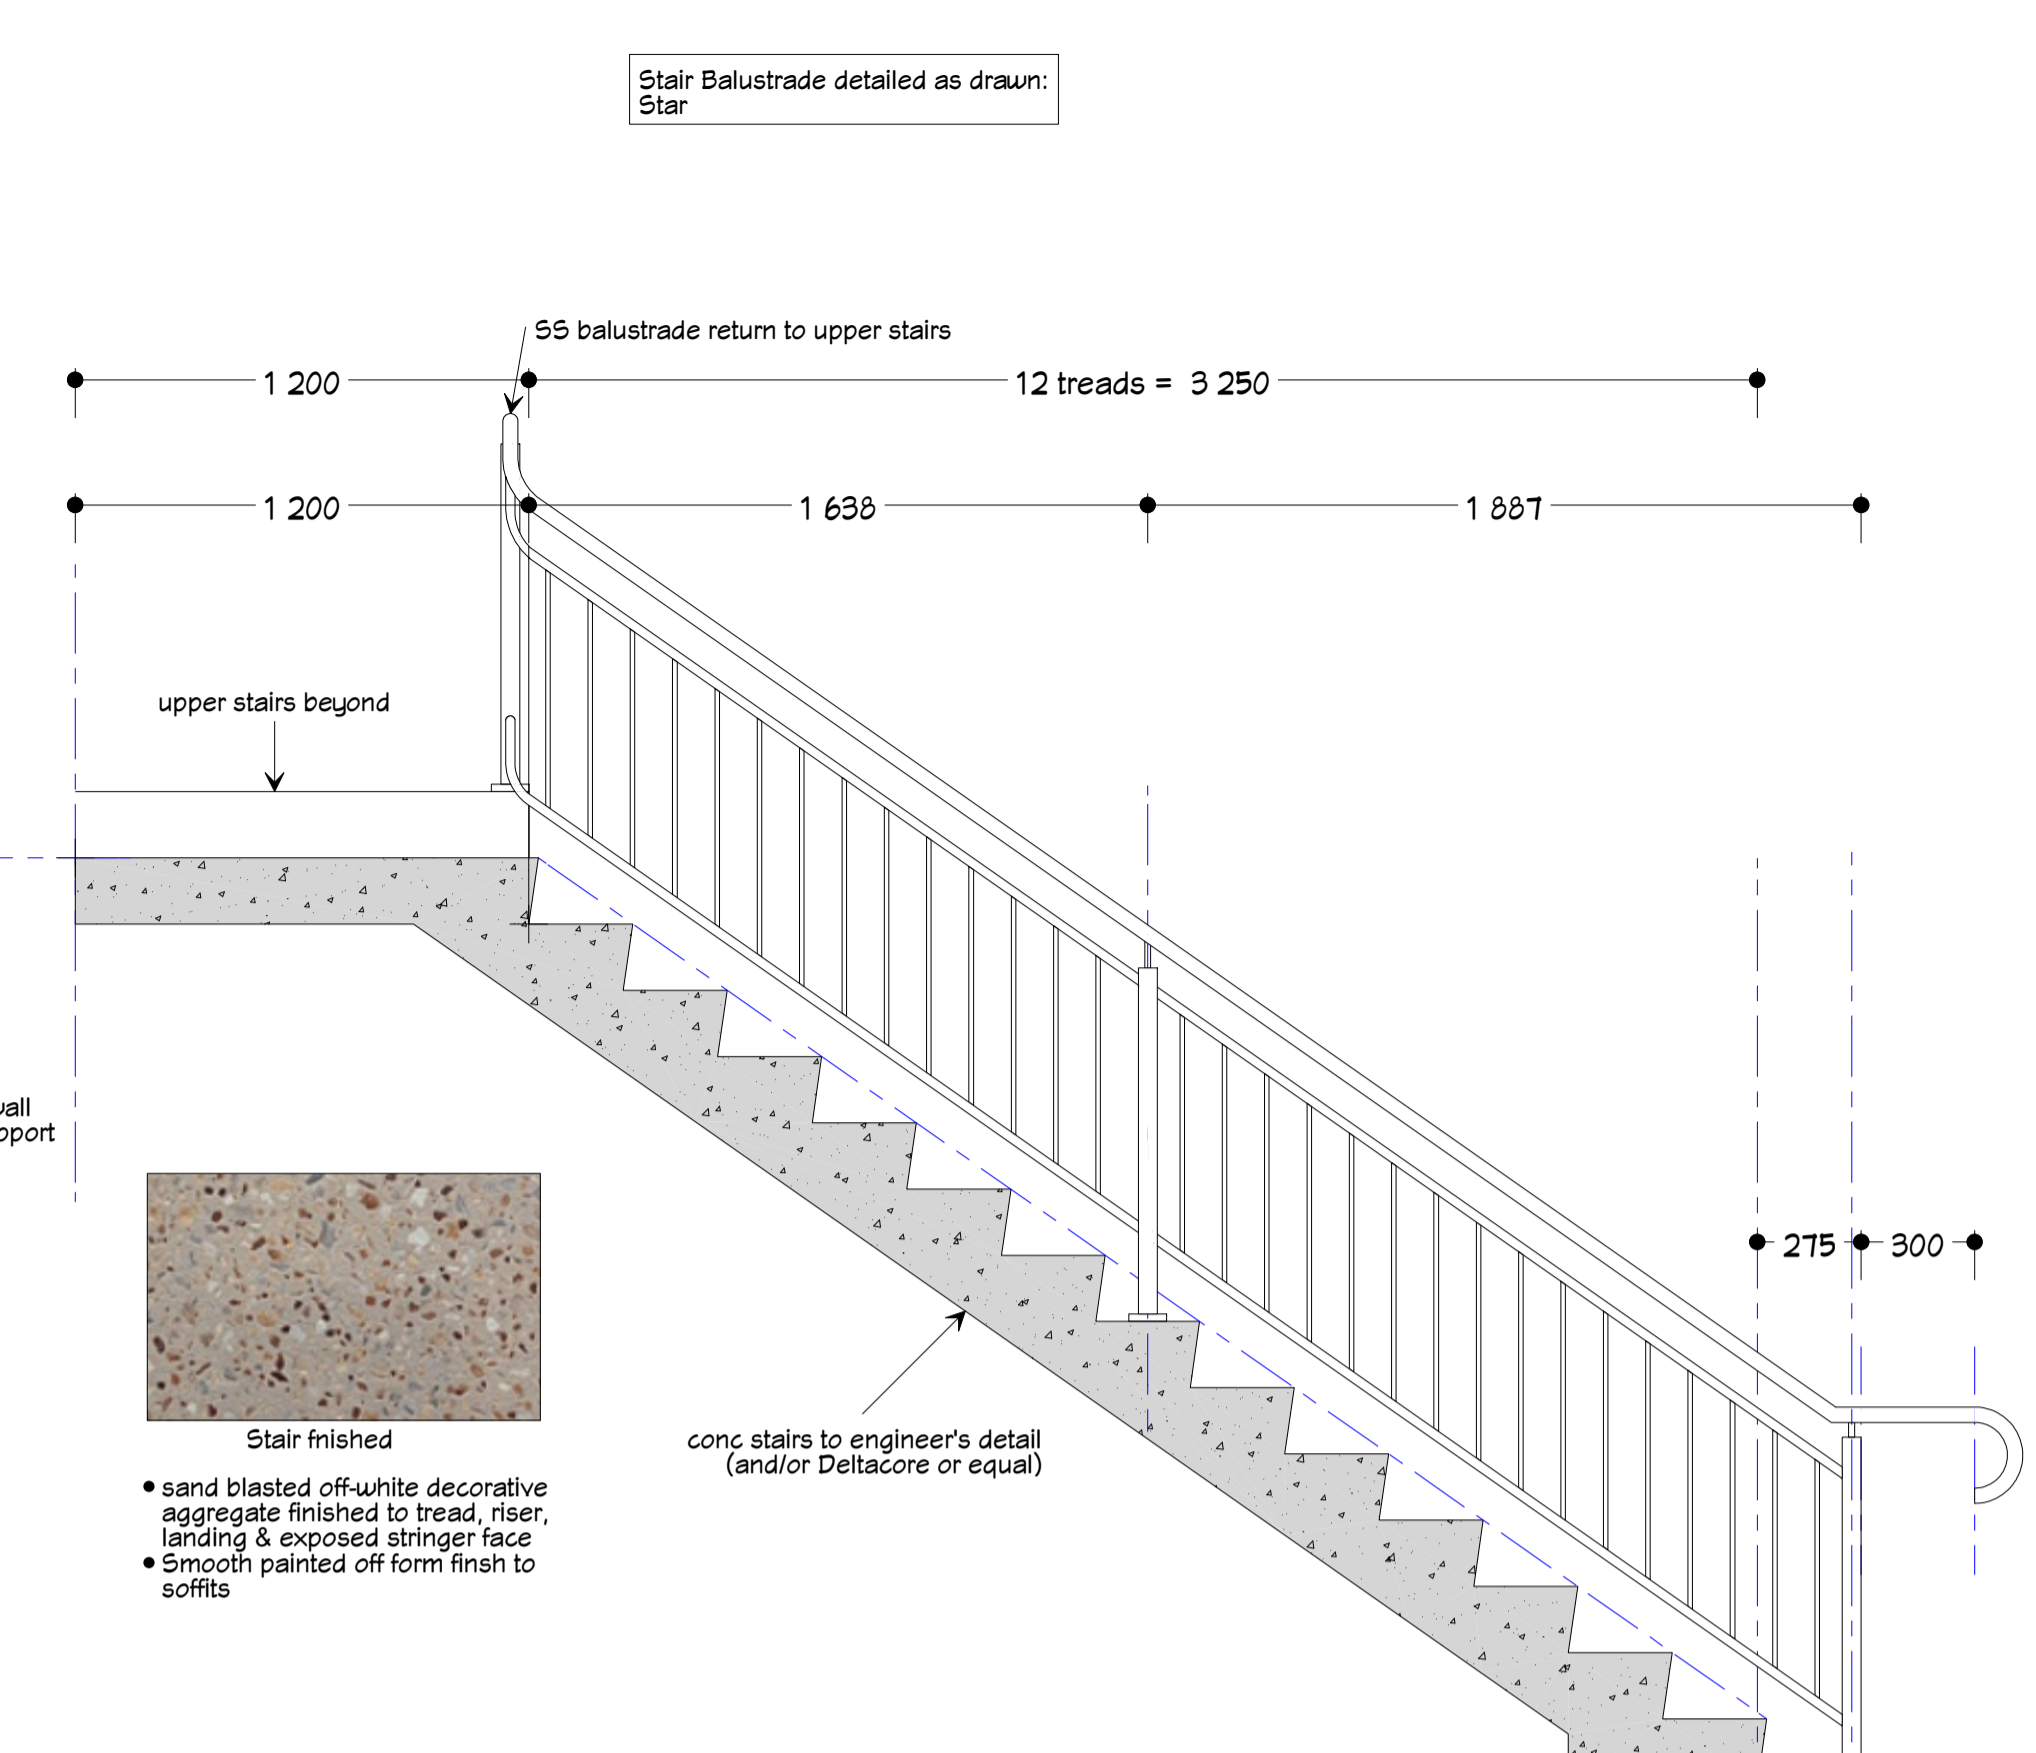 Stair Balustrade detailed as drawn:
Star
SS balustrade return to upper stairs
1 200
12 treads = 3 250
1 200
1 638
1 887
upper stairs beyond
275
300
conc stairs to engineer's detail
(and/or Deltacore or equal)
Stair fnished
● sand blasted off-white decorative
aggregate finished to tread, riser,
landing & exposed stringer face
● Smooth painted off form finsh to
soffits